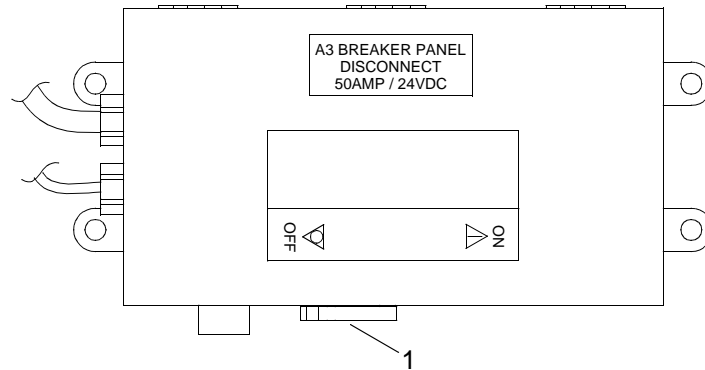 A3 BREAKER PANEL
DISCONNECT
50AMP / 24VDC
OFF
ON
1